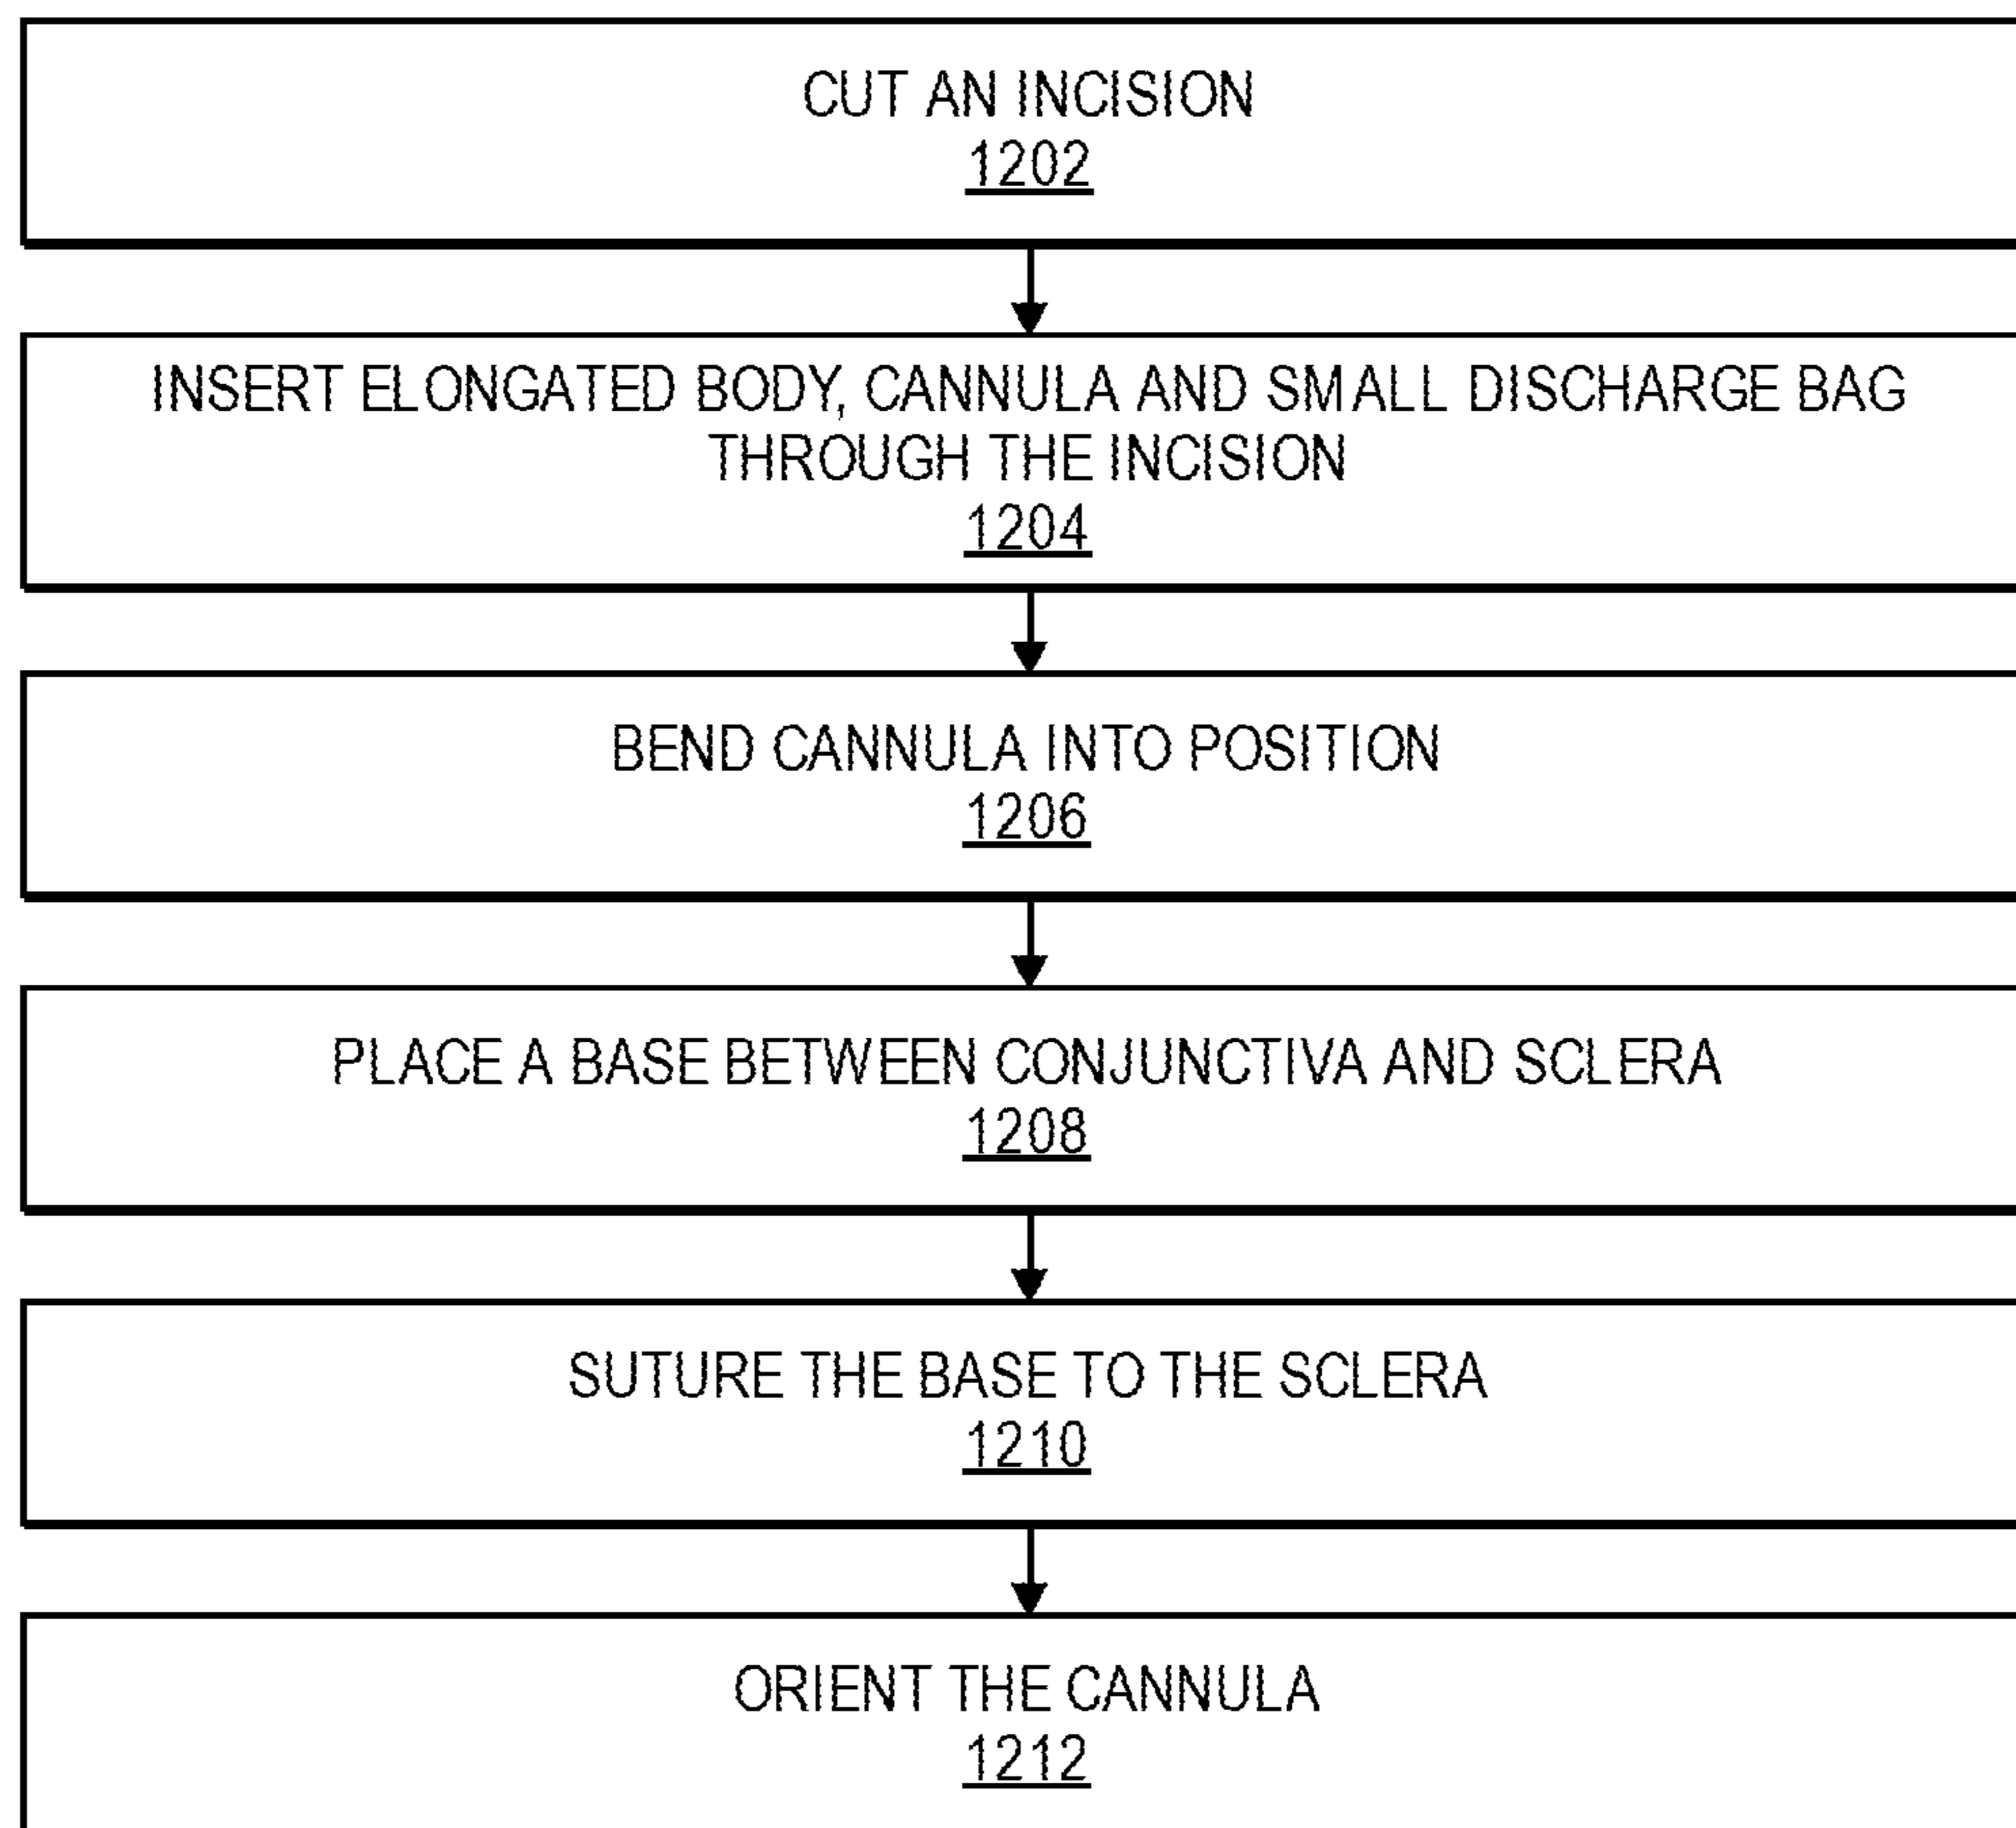 CUT AN INCISION
1202
INSERT ELONGATED BODY, CANNULA AND SMALL DISCHARGE BAG
THROUGH THE INCISION
1204
BEND CANNULA INTO POSITION
1206
PLACE A BASE BETWEEN CONJUNCTIVA AND SCLERA
1208
SUTURE THE BASE TO THE SCLERA
1210
ORIENT THE CANNULA
1212